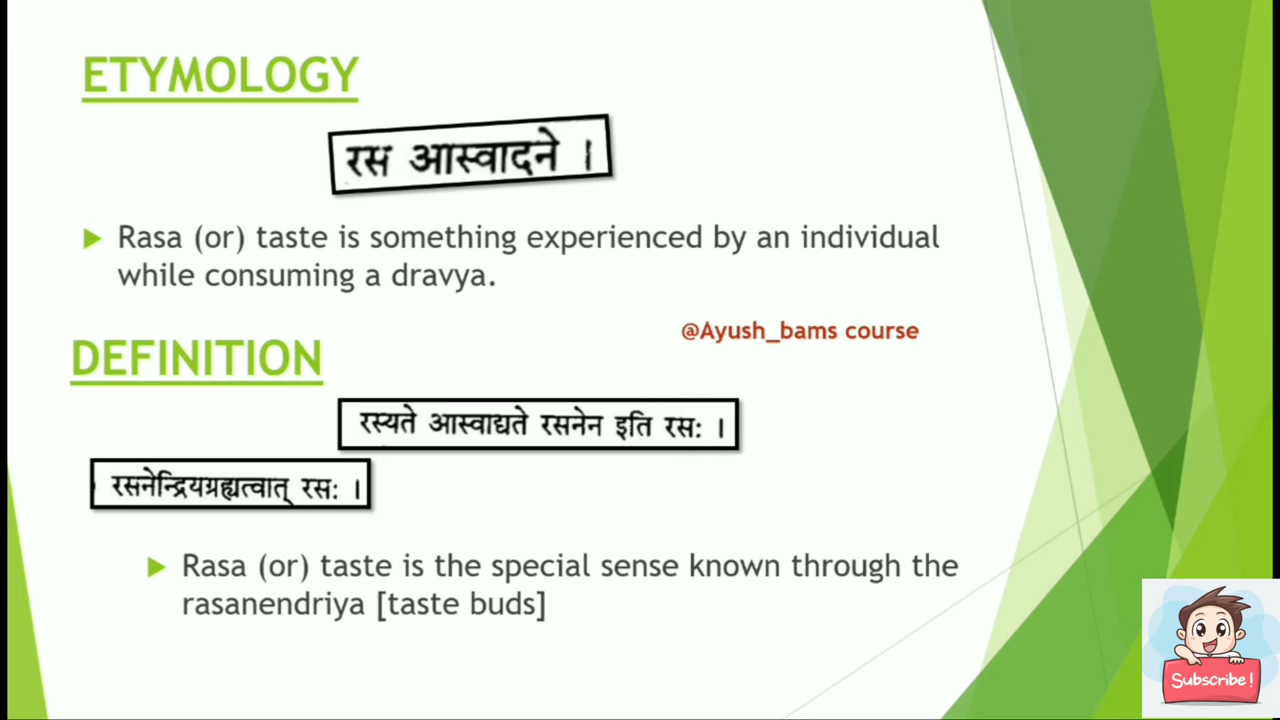 ETYMOLOGY
रस आस्वादने ।
Rasa (or) taste is something experienced by an individual
while consuming a dravya.
@Ayush_bams course
DEFINITION
रस्यते आस्वाद्यते रसनेन इति रसः ।
रसनेन्द्रियग्रह्यत्वात् रसः ।
Rasa (or) taste is the special sense known through the
rasanendriya [taste buds]
Subscribe!